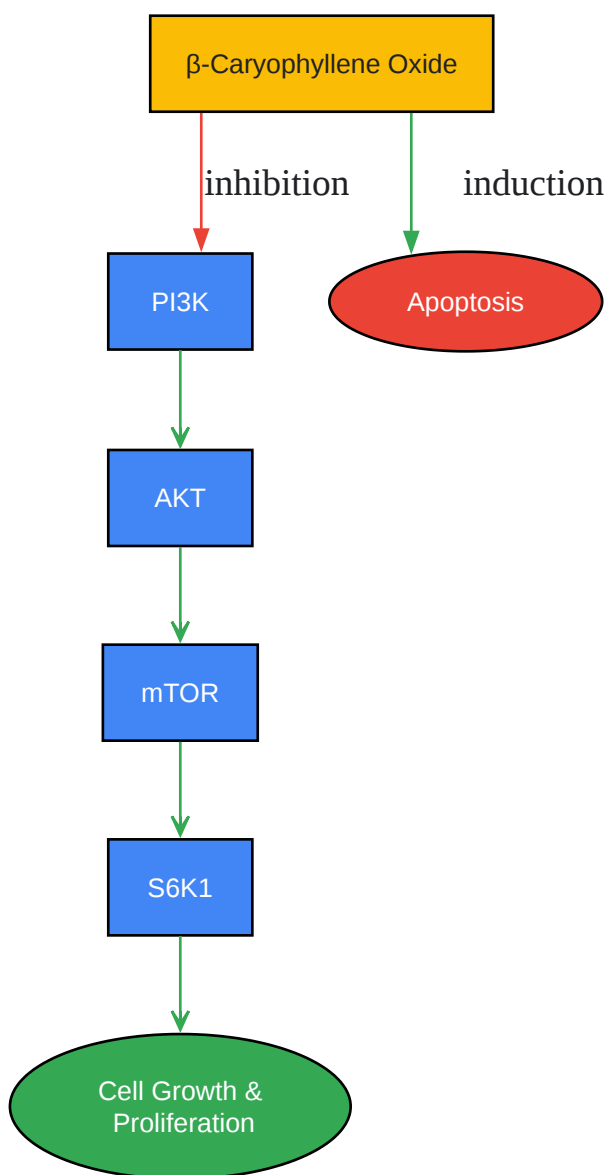 β-Caryophyllene Oxide
inhibition
induction
PI3K
Apoptosis
AKT
mTOR
S6K1
Cell Growth &
Proliferation